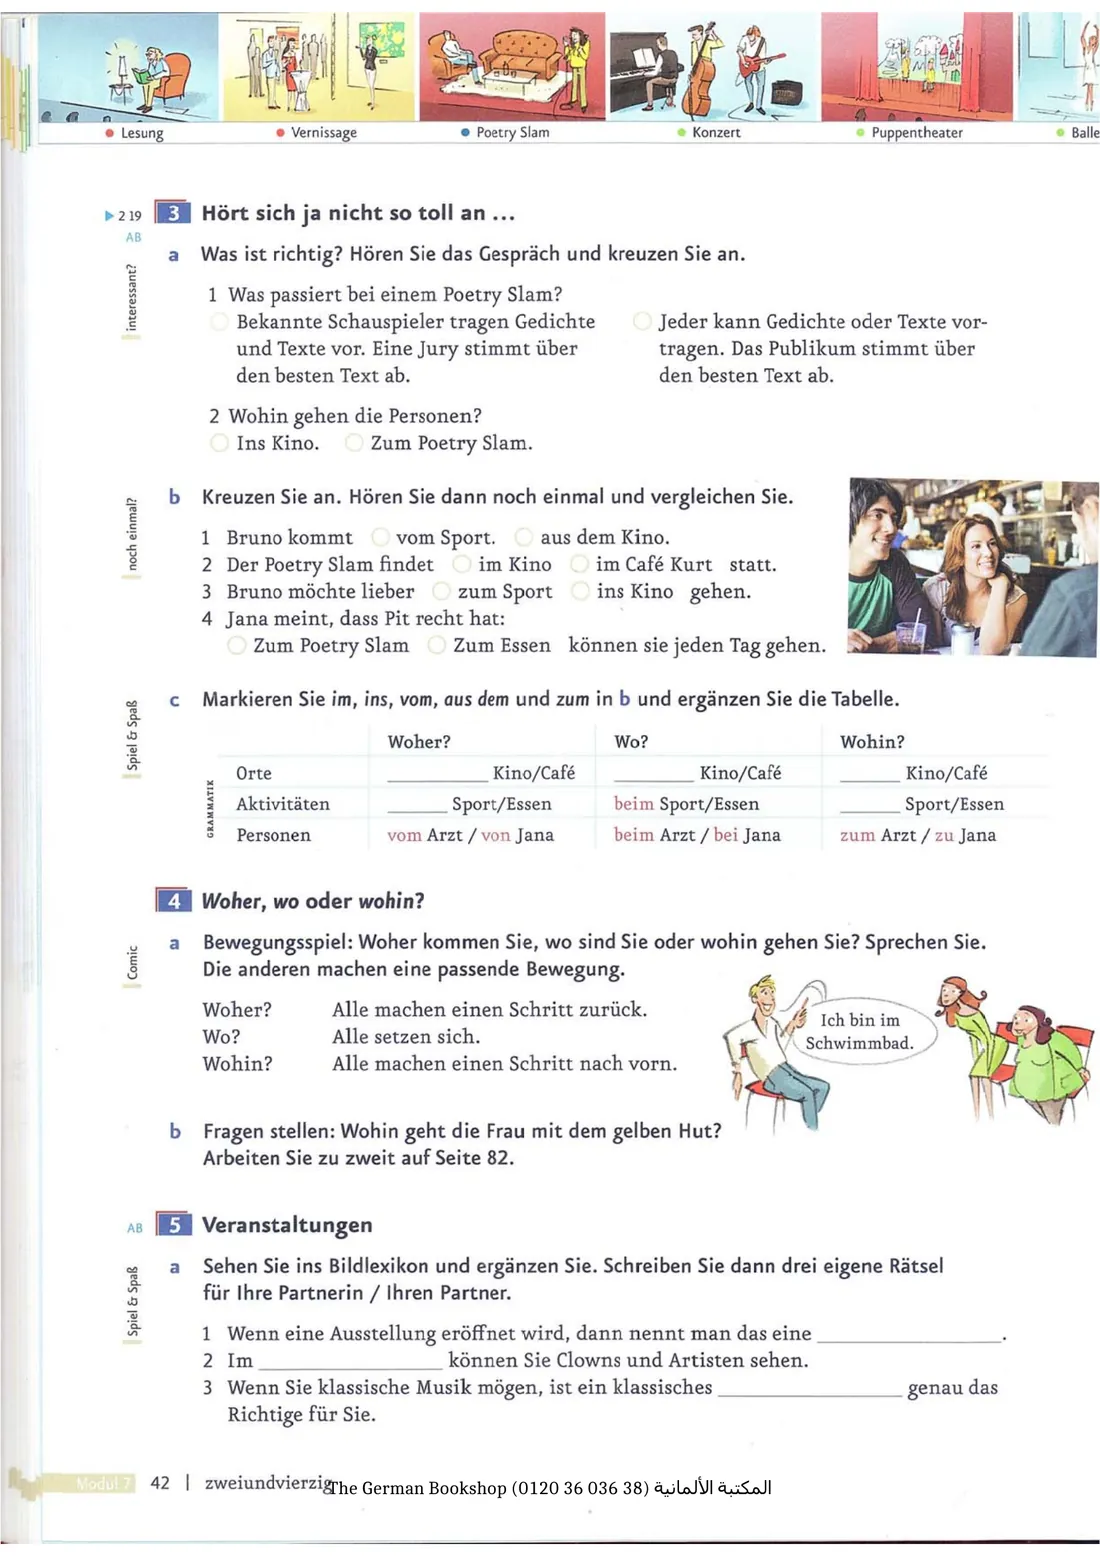 Lesung
Vernissage
Poetry Slam
Konzert
Puppentheater
Balle
2 19
3 Hört sich ja nicht so toll an ...
AB
interessant?
a Was ist richtig? Hören Sie das Gespräch und kreuzen Sie an.
1 Was passiert bei einem Poetry Slam?
Bekannte Schauspieler tragen Gedichte
und Texte vor. Eine Jury stimmt über
den besten Text ab.
Jeder kann Gedichte oder Texte vor-
tragen. Das Publikum stimmt über
den besten Text ab.
2 Wohin gehen die Personen?
Ins Kino. Zum Poetry Slam.
noch einmal?
b Kreuzen Sie an. Hören Sie dann noch einmal und vergleichen Sie.
1 Bruno kommt vom Sport. aus dem Kino.
2 Der Poetry Slam findet im Kino im Café Kurt statt.
3 Bruno möchte lieber zum Sport ins Kino gehen.
4 Jana meint, dass Pit recht hat:
Zum Poetry Slam Zum Essen können sie jeden Tag gehen.
Spiel & Spaß
c Markieren Sie im, ins, vom, aus dem und zum in b und ergänzen Sie die Tabelle.
GRAMMATIK
Woher? Wo? Wohin?
Orte ________ Kino/Café ________ Kino/Café ________ Kino/Café
Aktivitäten ________ Sport/Essen beim Sport/Essen ________ Sport/Essen
Personen vom Arzt / von Jana beim Arzt / bei Jana zum Arzt / zu Jana
4 Woher, wo oder wohin?
Comic
a Bewegungsspiel: Woher kommen Sie, wo sind Sie oder wohin gehen Sie? Sprechen Sie.
Die anderen machen eine passende Bewegung.
Woher? Alle machen einen Schritt zurück.
Wo? Alle setzen sich.
Wohin? Alle machen einen Schritt nach vorn.
Ich bin im
Schwimmbad.
b Fragen stellen: Wohin geht die Frau mit dem gelben Hut?
Arbeiten Sie zu zweit auf Seite 82.
AB
5 Veranstaltungen
Spiel & Spaß
a Sehen Sie ins Bildlexikon und ergänzen Sie. Schreiben Sie dann drei eigene Rätsel
für Ihre Partnerin / Ihren Partner.
1 Wenn eine Ausstellung eröffnet wird, dann nennt man das eine ________________.
2 Im ________________ können Sie Clowns und Artisten sehen.
3 Wenn Sie klassische Musik mögen, ist ein klassisches ________________ genau das
Richtige für Sie.
Modul 7 42 | zweiundvierzig
The German Bookshop (0120 36 036 38) المكتبة الألمانية